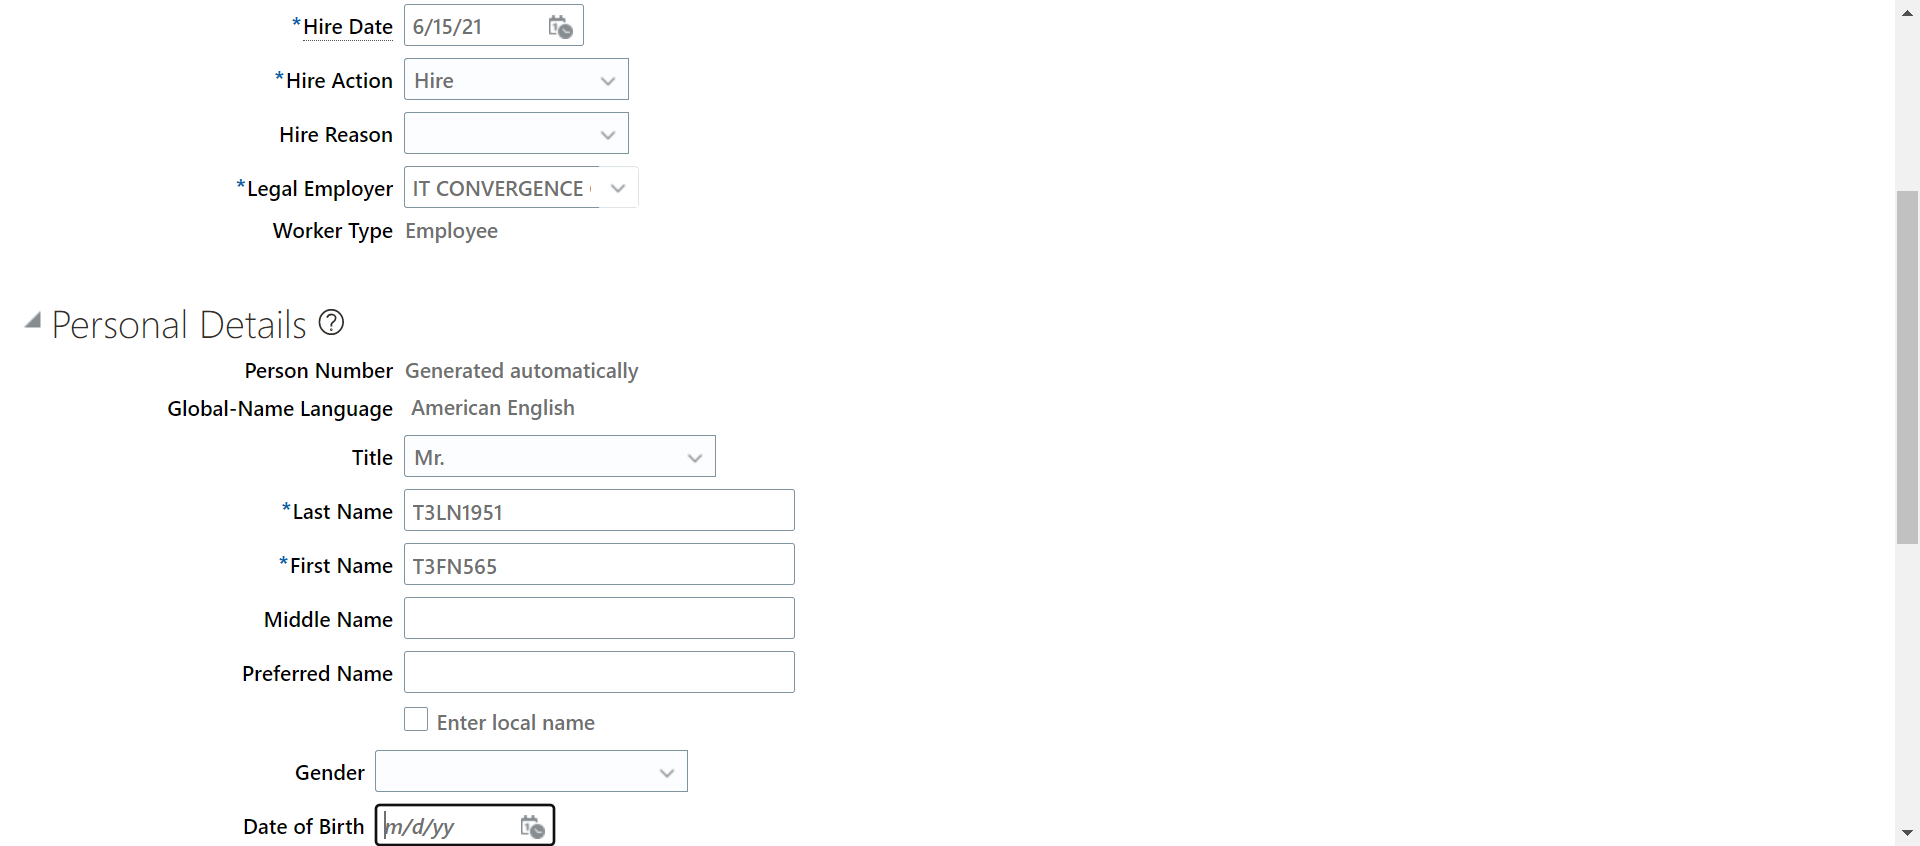 *Hire Date 6/15/21
*Hire Action Hire
Hire Reason
*Legal Employer IT CONVERGENCE
Worker Type Employee
Personal Details ?
Person Number Generated automatically
Global-Name Language American English
Title Mr.
*Last Name T3LN1951
*First Name T3FN565
Middle Name
Preferred Name
Enter local name
Gender
Date of Birth m/d/yy